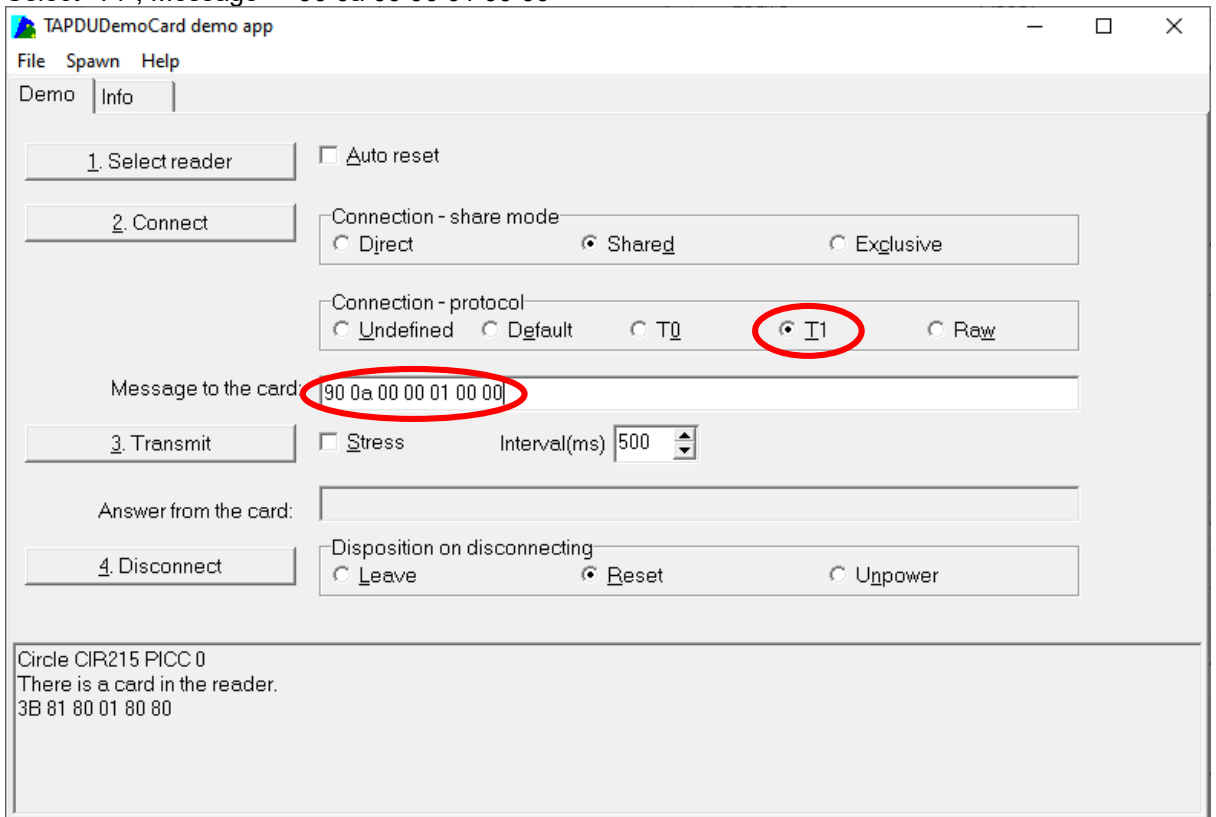 TAPDUDemoCard demo app
File Spawn Help
Demo Info
1. Select reader
Auto reset
2. Connect
Connection - share mode
Direct Shared Exclusive
Connection - protocol
Undefined Default T0 T1 Raw
Message to the card: 90 0a 00 00 01 00 00
3. Transmit
Stress Interval(ms) 500
Answer from the card:
4. Disconnect
Disposition on disconnecting
Leave Reset Unpower
Circle CIR215 PICC 0
There is a card in the reader.
3B 81 80 01 80 80